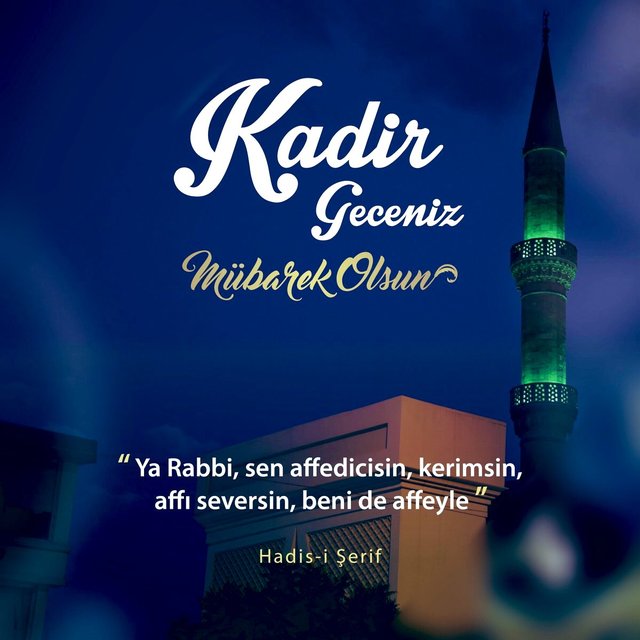 Kadir
Geceniz
Mübarek Olsun
“ Ya Rabbi, sen affedicisin, kerimsin,
affı seversin, beni de affeyle ”
Hadis-i Şerif